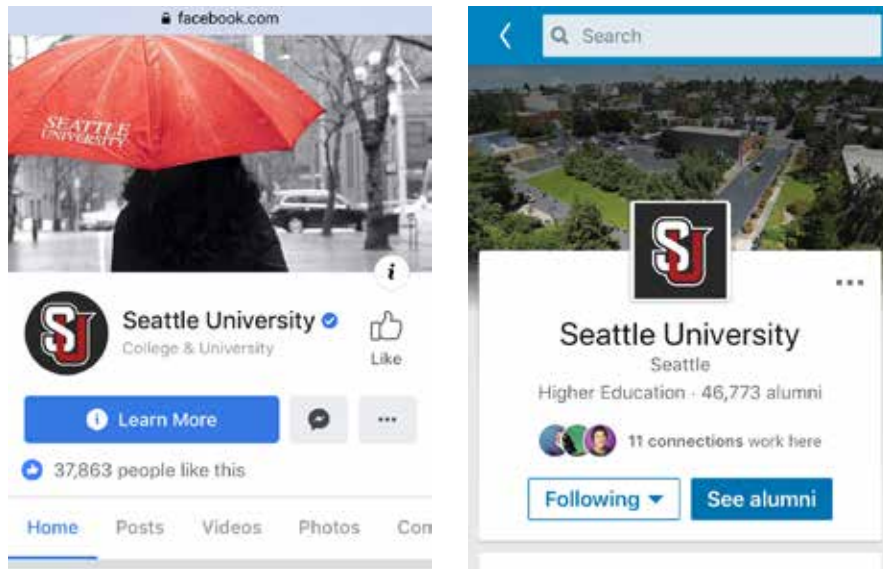 facebook.com
SEATTLE
UNIVERSITY
i
SU
Seattle University
College & University
Like
i Learn More
37,863 people like this
Home Posts Videos Photos Com
Search
SU
Seattle University
Seattle
Higher Education · 46,773 alumni
11 connections work here
Following
See alumni